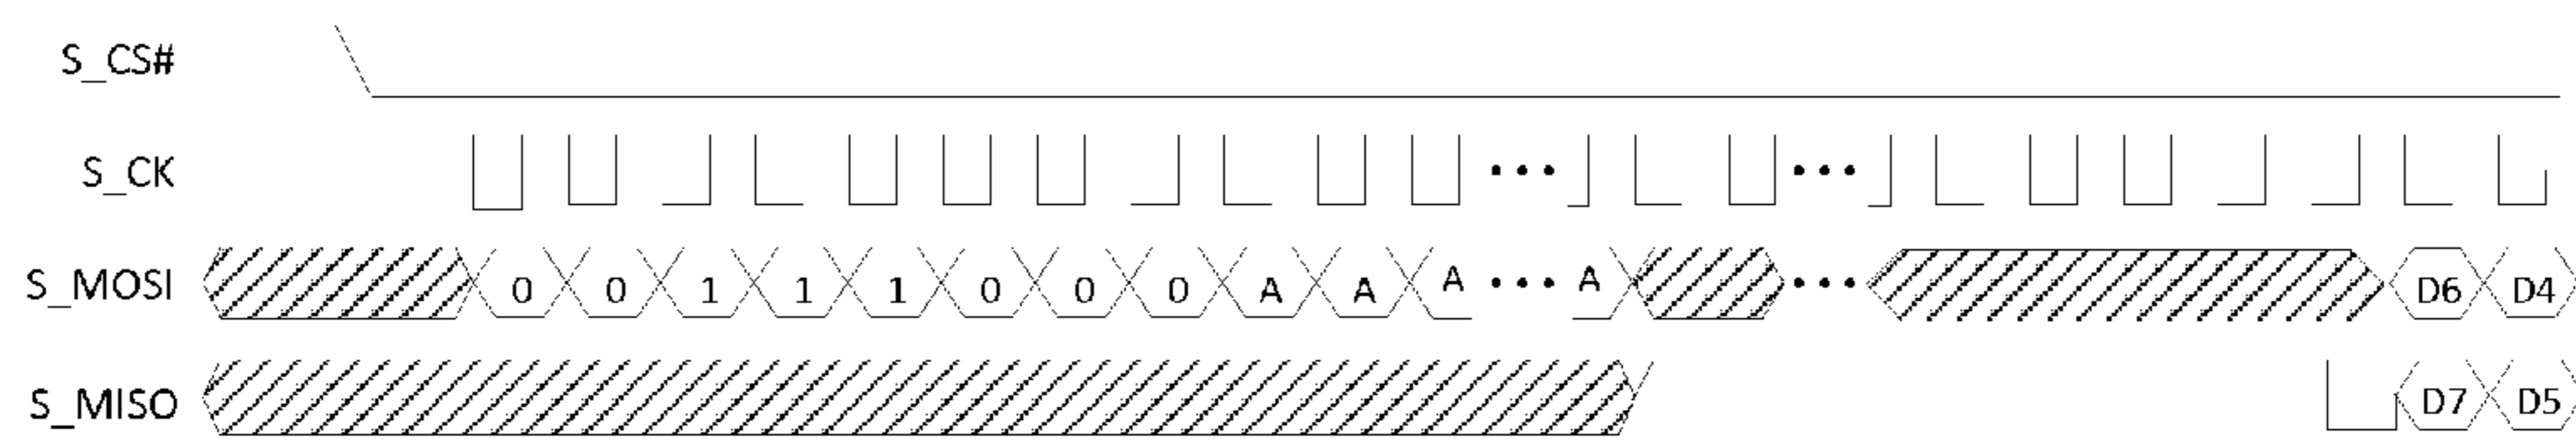 S_CS#
S_CK ••• •••
S_MOSI 0 0 1 1 1 0 0 0 A A A ••• A ••• D6 D4
S_MISO D7 D5